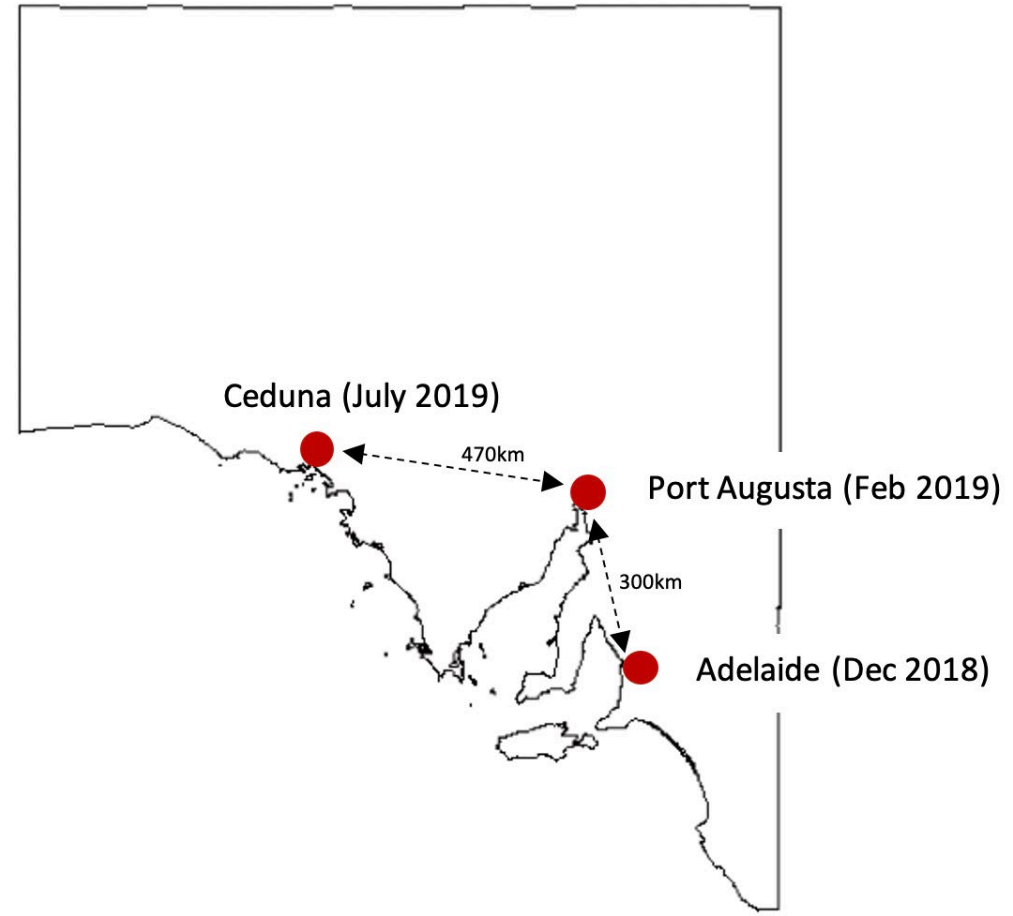 Ceduna (July 2019)
470km
Port Augusta (Feb 2019)
300km
Adelaide (Dec 2018)